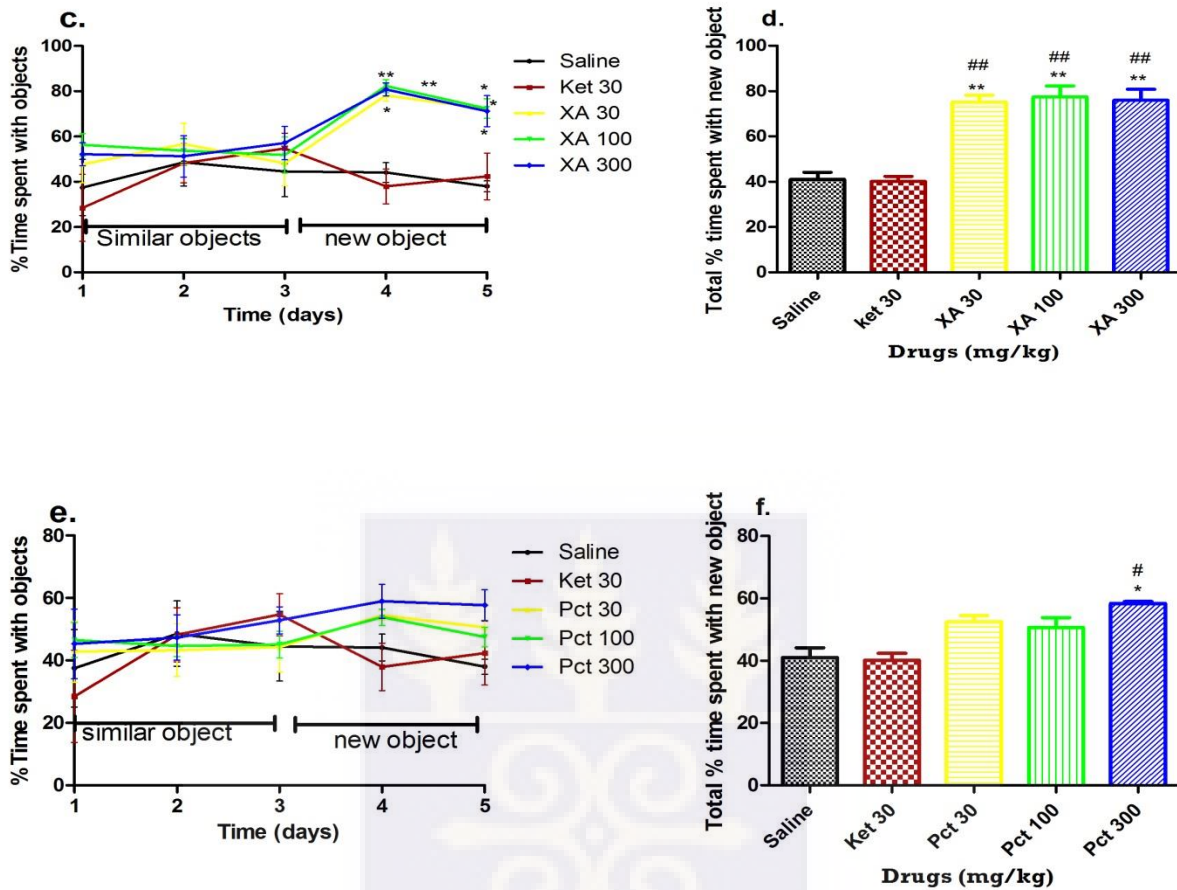 c.
% Time spent with objects
100
80
60
40
20
0
** ** * * * *
Similar objects
new object
1 2 3 4 5
Time (days)
Saline
Ket 30
XA 30
XA 100
XA 300
d.
Total % time spent with new object
100
80
60
40
20
0
## ## ##
** ** **
Saline
ket 30
XA 30
XA 100
XA 300
Drugs (mg/kg)
e.
% Time spent with objects
80
60
40
20
0
similar object
new object
1 2 3 4 5
Time (days)
Saline
Ket 30
Pct 30
Pct 100
Pct 300
f.
Total % time spent with new object
80
60
40
20
0
#
*
Saline
Ket 30
Pct 30
Pct 100
Pct 300
Drugs (mg/kg)